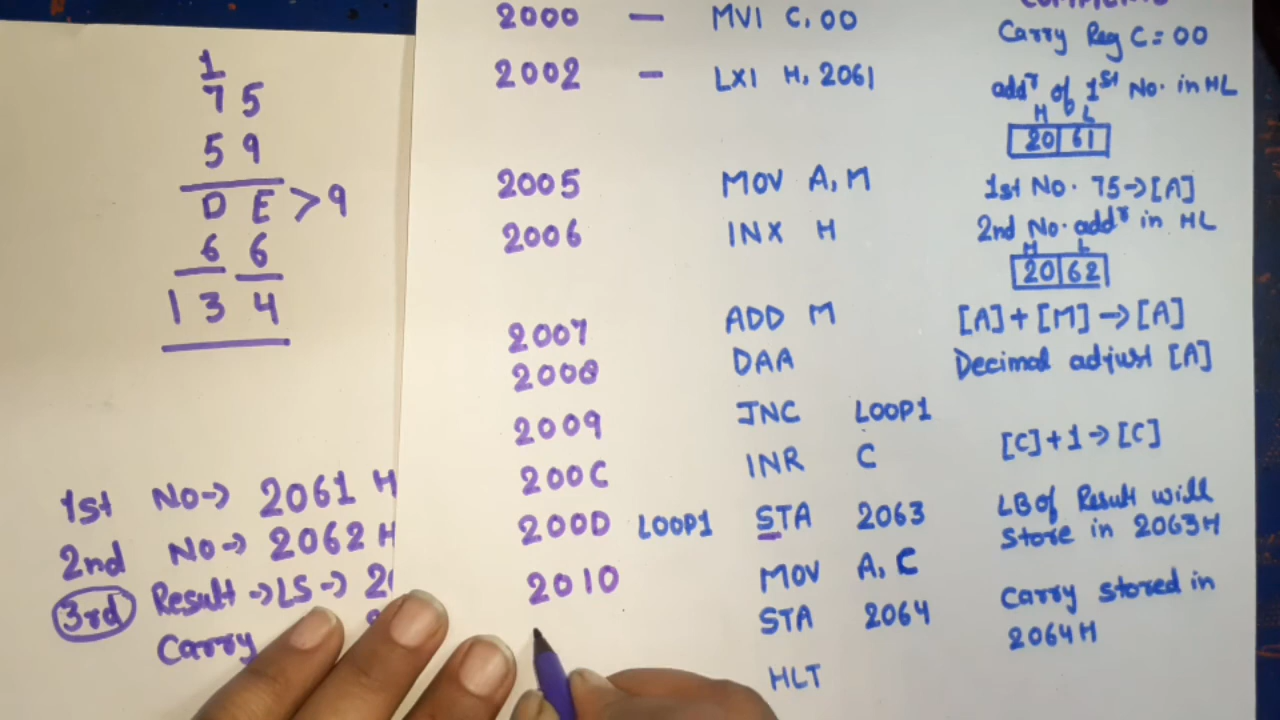 1
7 5
5 9
D E > 9
6 6
1 3 4
1st No→ 2061 H
2nd No→ 2062 H
3rd Result → LS →
Carry
2000 — MVI C, 00 Carry Reg C = 00
2002 — LXI H, 2061 addʳ of 1st No. in HL
H L
20 61
2005 MOV A, M 1st No. 75→[A]
2006 INX H 2nd No. addʳ in HL
H L
20 62
2007 ADD M [A]+[M]→[A]
2008 DAA Decimal adjust [A]
2009 JNC LOOP1
200C INR C [C]+1→[C]
200D LOOP1 STA 2063 LB of Result will
store in 2063H
2010 MOV A, C
STA 2064 Carry stored in
2064H
HLT